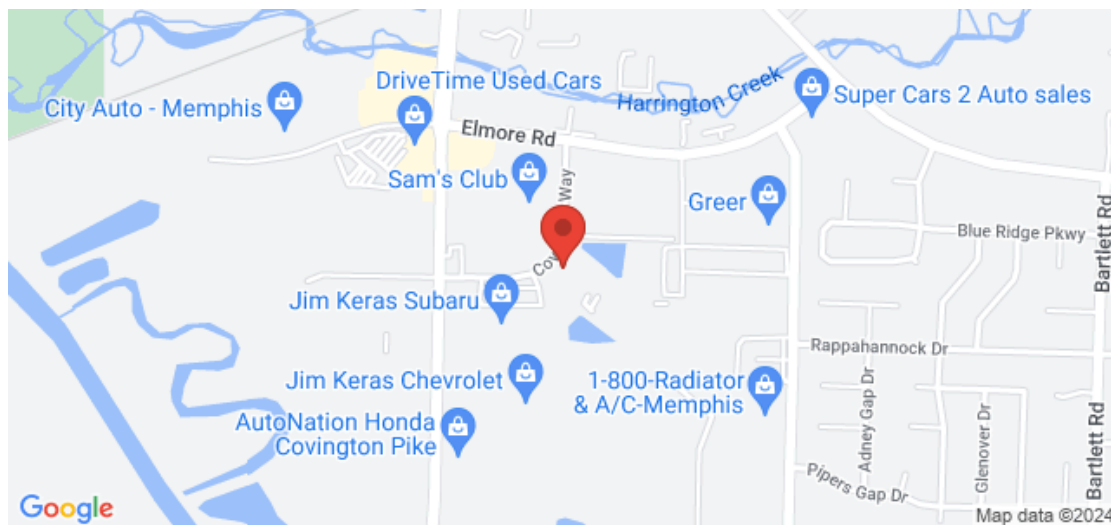 DriveTime Used Cars
City Auto - Memphis
Harrington Creek
Super Cars 2 Auto sales
Elmore Rd
Sam's Club
Way
Greer
Blue Ridge Pkwy
Bartlett Rd
Cov
Jim Keras Subaru
Rappahannock Dr
Jim Keras Chevrolet
1-800-Radiator
& A/C-Memphis
Adney Gap Dr
Glenover Dr
Bartlett Rd
AutoNation Honda
Covington Pike
Pipers Gap Dr
Google
Map data ©2024